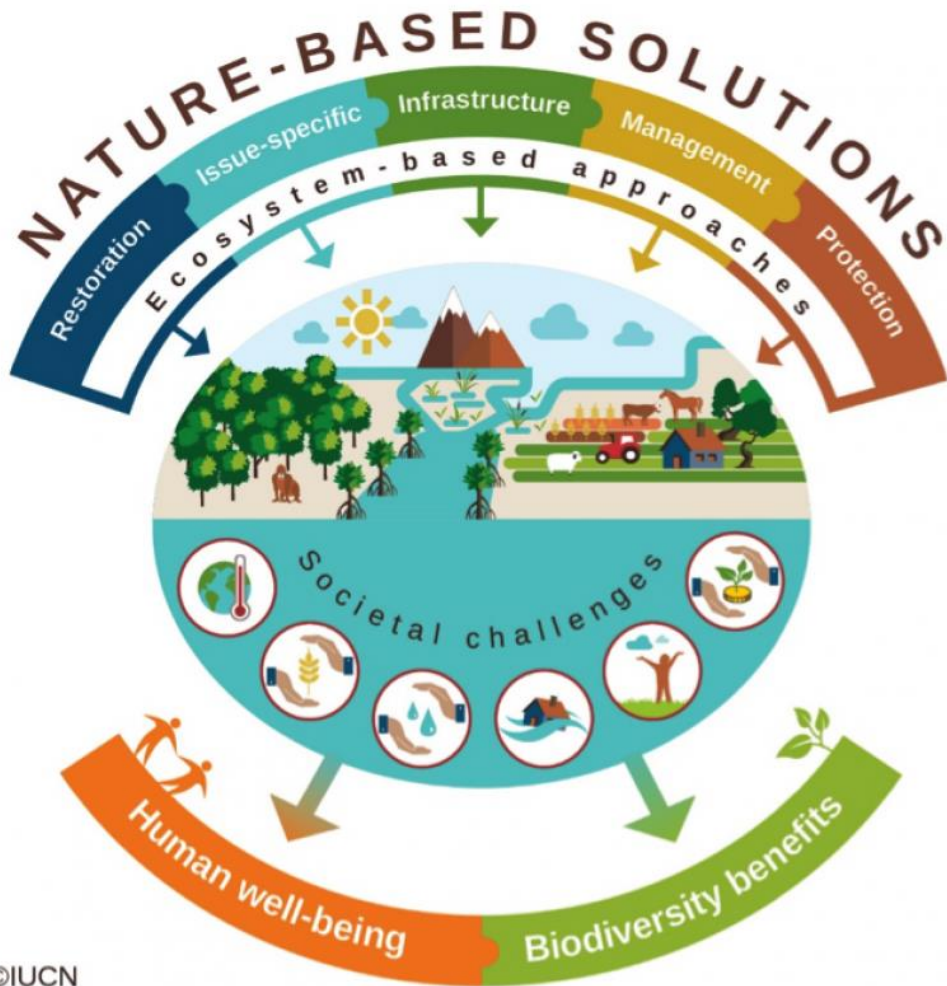 NATURE-BASED SOLUTIONS
Restoration
Issue-specific
Infrastructure
Management
Protection
Ecosystem-based approaches
Societal challenges
Human well-being
Biodiversity benefits
©IUCN